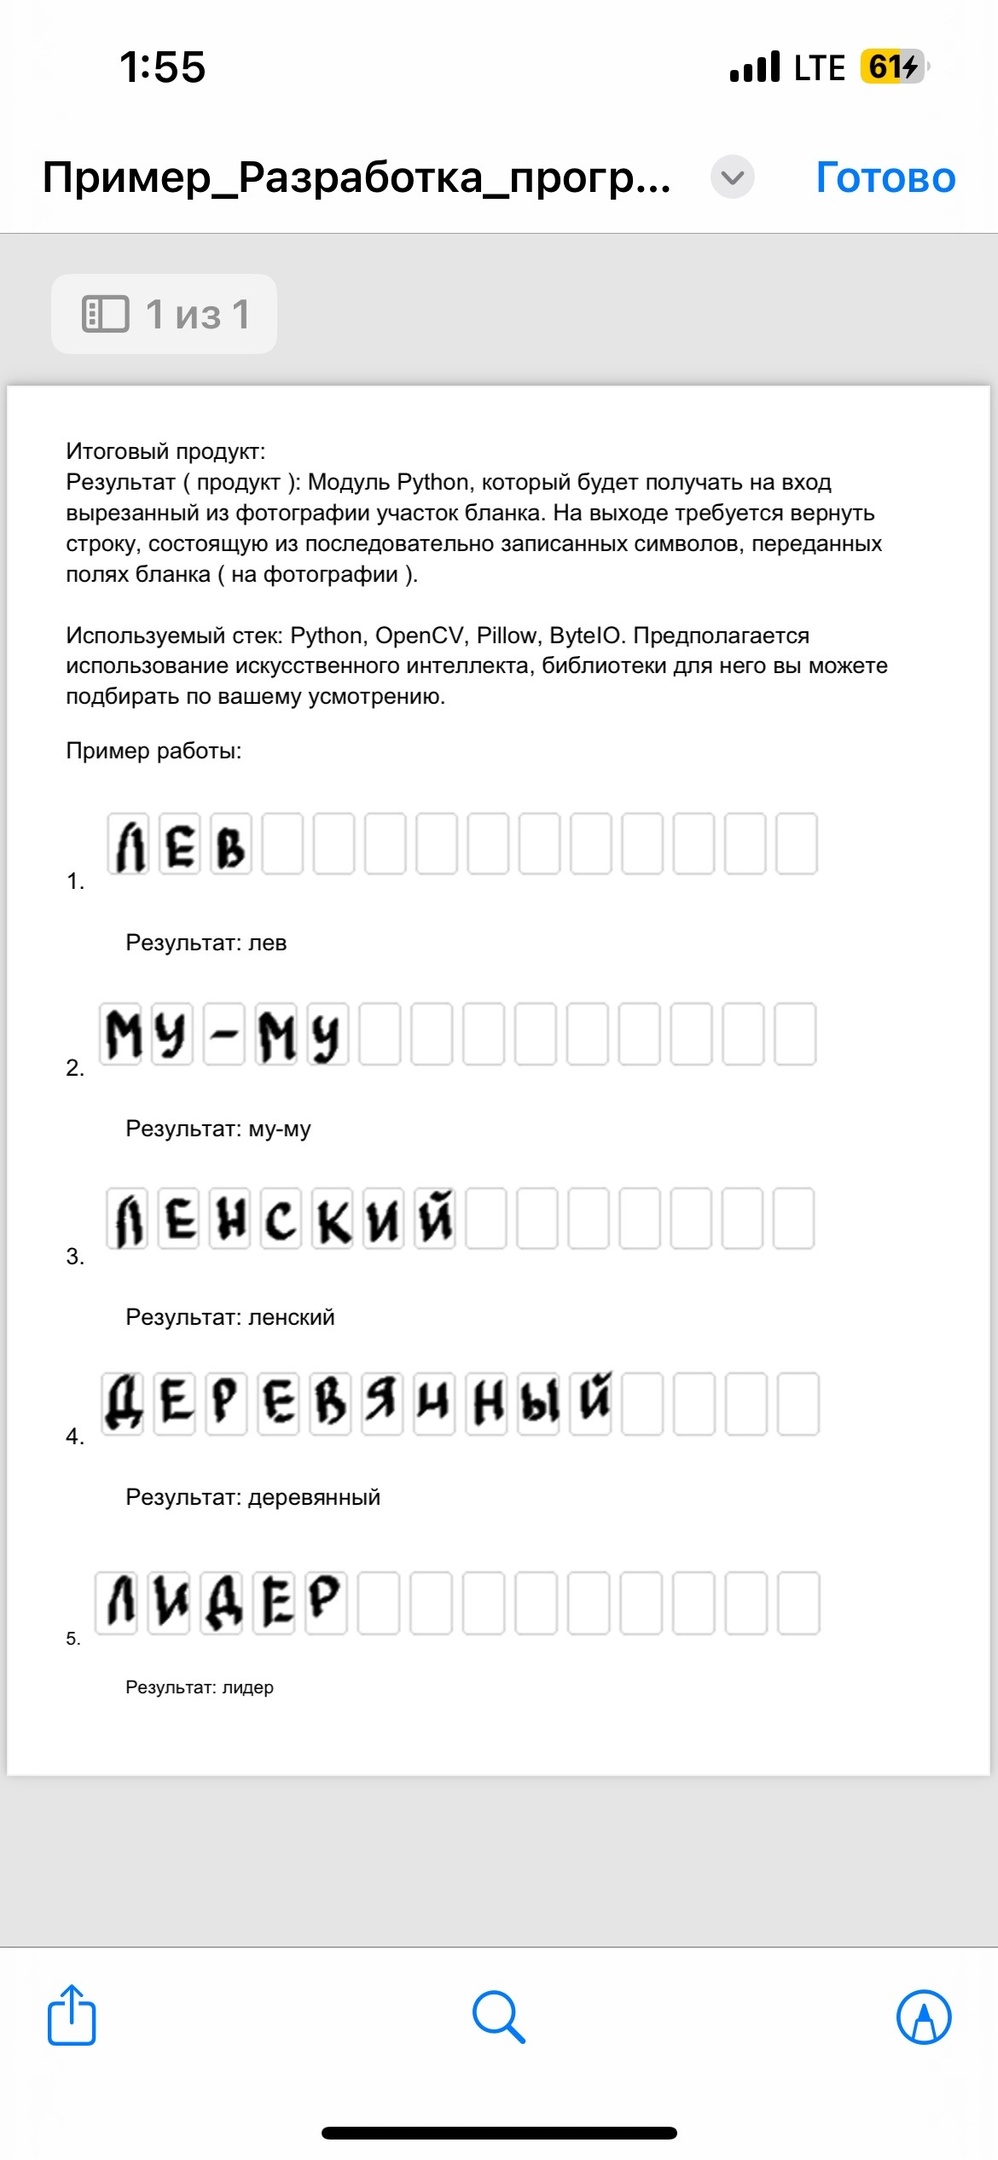 1:55
LTE 61
Пример_Разработка_прогр...
Готово
1 из 1
Итоговый продукт:
Результат ( продукт ): Модуль Python, который будет получать на вход
вырезанный из фотографии участок бланка. На выходе требуется вернуть
строку, состоящую из последовательно записанных символов, переданных
полях бланка ( на фотографии ).
Используемый стек: Python, OpenCV, Pillow, ByteIO. Предполагается
использование искусственного интеллекта, библиотеки для него вы можете
подбирать по вашему усмотрению.
Пример работы:
1. ЛЕВ
Результат: лев
2. МУ-МУ
Результат: му-му
3. ЛЕНСКИЙ
Результат: ленский
4. ДЕРЕВЯННЫЙ
Результат: деревянный
5. ЛИДЕР
Результат: лидер